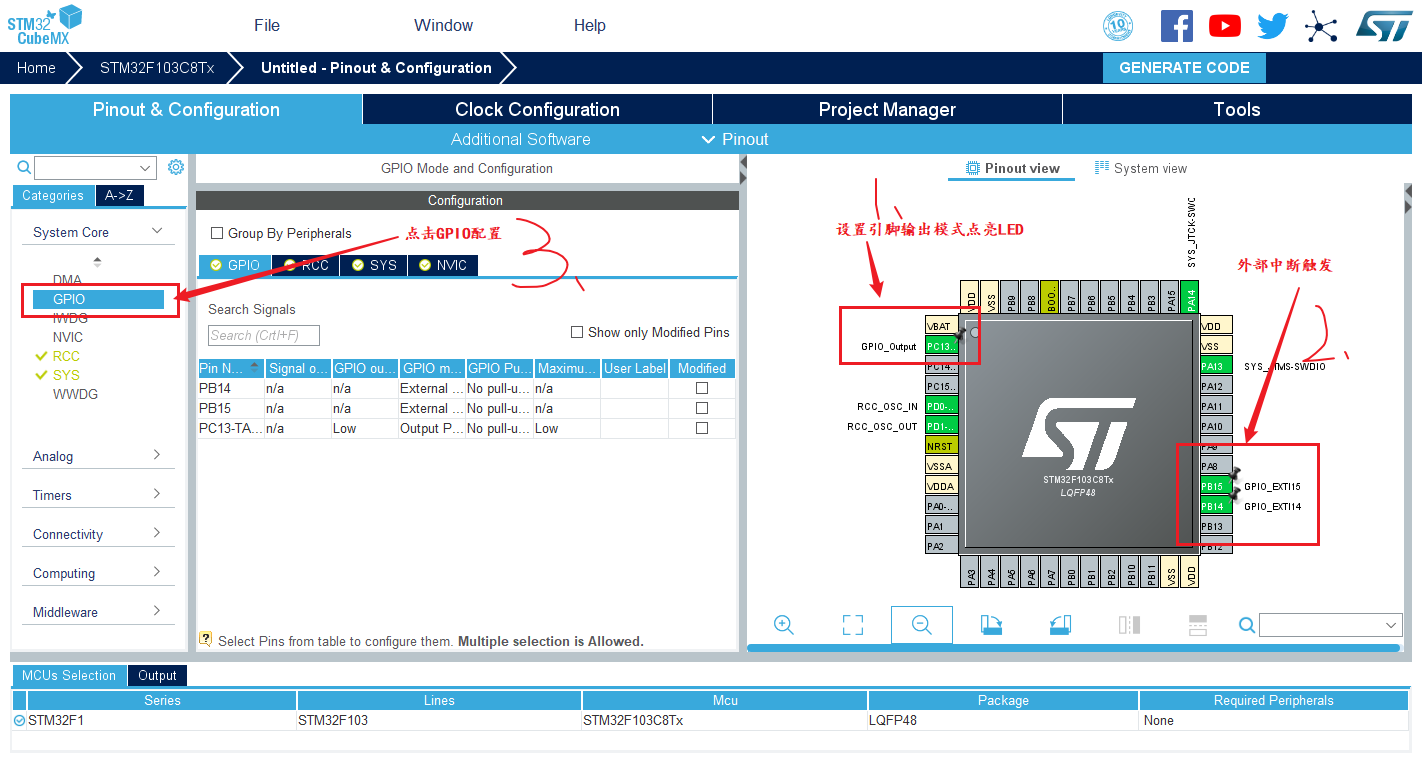 STM32
CubeMX
File
Window
Help
10
Home
STM32F103C8Tx
Untitled - Pinout & Configuration
GENERATE CODE
Pinout & Configuration
Clock Configuration
Project Manager
Tools
Additional Software
Pinout
Categories
A->Z
System Core
DMA
GPIO
IWDG
NVIC
RCC
SYS
WWDG
Analog
Timers
Connectivity
Computing
Middleware
GPIO Mode and Configuration
Configuration
Group By Peripherals
点击GPIO配置
3、
GPIO
RCC
SYS
NVIC
Search Signals
Search (Crtl+F)
Show only Modified Pins
Pin N... Signal o... GPIO ou... GPIO m... GPIO Pu... Maximu... User Label Modified
PB14 n/a n/a External ... No pull-u... n/a
PB15 n/a n/a External ... No pull-u... n/a
PC13-TA... n/a Low Output P... No pull-u... Low
Select Pins from table to configure them. Multiple selection is Allowed.
Pinout view
System view
1、
设置引脚输出模式点亮LED
外部中断触发
2、
SYS_JTCK-SWC
VDD
VSS
PB9
PB8
BOO..
PB7
PB6
PB5
PB4
PB3
PA15
PA14
VBAT
GPIO_Output
PC13..
PC14..
PC15..
RCC_OSC_IN
PD0-..
RCC_OSC_OUT
PD1-..
NRST
VSSA
VDDA
PA0-..
PA1
PA2
STM32F103C8Tx
LQFP48
VDD
VSS
PA13
SYS_JTMS-SWDIO
PA12
PA11
PA10
PA9
PA8
PB15
GPIO_EXTI15
PB14
GPIO_EXTI14
PB13
PB12
PA3
PA4
PA5
PA6
PA7
PB0
PB1
PB2
PB10
PB11
VSS
VDD
MCUs Selection
Output
Series Lines Mcu Package Required Peripherals
STM32F1 STM32F103 STM32F103C8Tx LQFP48 None